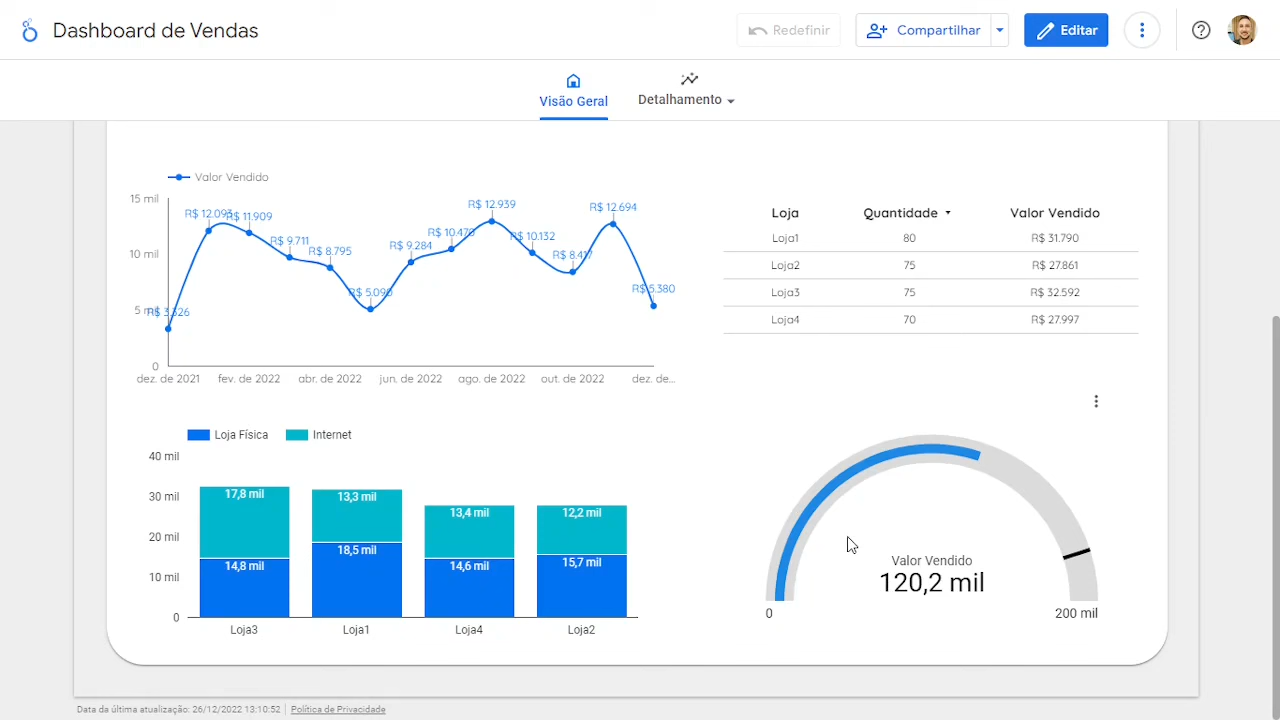 Dashboard de Vendas
Redefinir
Compartilhar
Editar
Visão Geral
Detalhamento
Valor Vendido
15 mil
10 mil
5 mil
0
R$ 3.326
R$ 12.093
R$ 11.909
R$ 9.711
R$ 8.795
R$ 5.090
R$ 9.284
R$ 10.470
R$ 12.939
R$ 10.132
R$ 8.417
R$ 12.694
R$ 5.380
dez. de 2021 fev. de 2022 abr. de 2022 jun. de 2022 ago. de 2022 out. de 2022 dez. de...
Loja Quantidade Valor Vendido
Loja1 80 R$ 31.790
Loja2 75 R$ 27.861
Loja3 75 R$ 32.592
Loja4 70 R$ 27.997
Loja Física Internet
40 mil
30 mil
20 mil
10 mil
0
17,8 mil 13,3 mil 13,4 mil 12,2 mil
14,8 mil 18,5 mil 14,6 mil 15,7 mil
Loja3 Loja1 Loja4 Loja2
Valor Vendido
120,2 mil
0 200 mil
Data da última atualização: 26/12/2022 13:10:52 Política de Privacidade